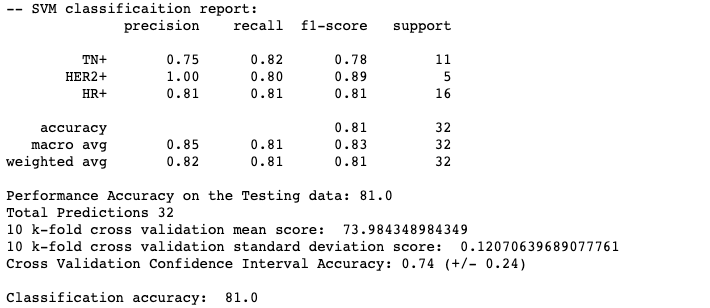 -- SVM classificaition report:
precision recall f1-score support
TN+ 0.75 0.82 0.78 11
HER2+ 1.00 0.80 0.89 5
HR+ 0.81 0.81 0.81 16
accuracy 0.81 32
macro avg 0.85 0.81 0.83 32
weighted avg 0.82 0.81 0.81 32
Performance Accuracy on the Testing data: 81.0
Total Predictions 32
10 k-fold cross validation mean score: 73.984348984349
10 k-fold cross validation standard deviation score: 0.12070639689077761
Cross Validation Confidence Interval Accuracy: 0.74 (+/- 0.24)
Classification accuracy: 81.0